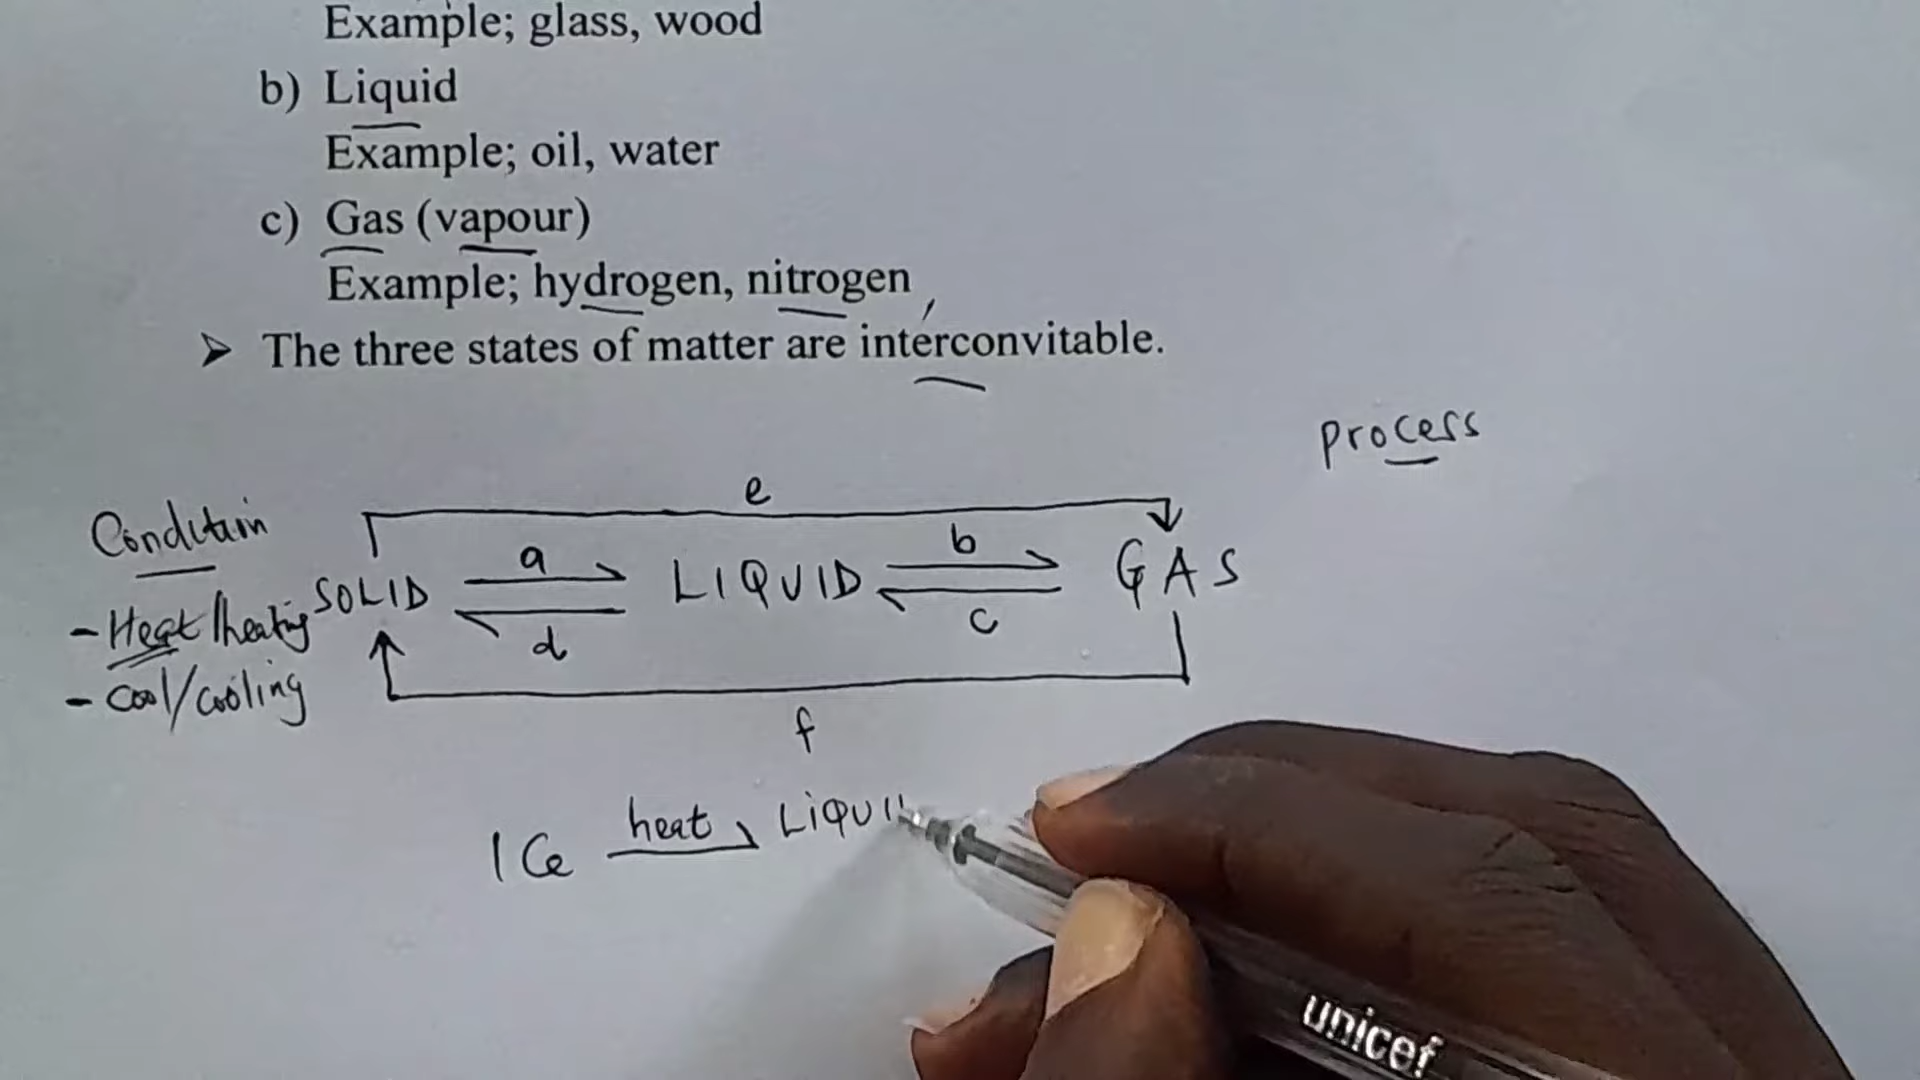 Example; glass, wood
b) Liquid
Example; oil, water
c) Gas (vapour)
Example; hydrogen, nitrogen
➢ The three states of matter are interconvitable.
process
Condition
- Heat/heating
- cool/cooling
e
SOLID a LIQUID b GAS
d c
f
ICe heat LiQUI
unicef